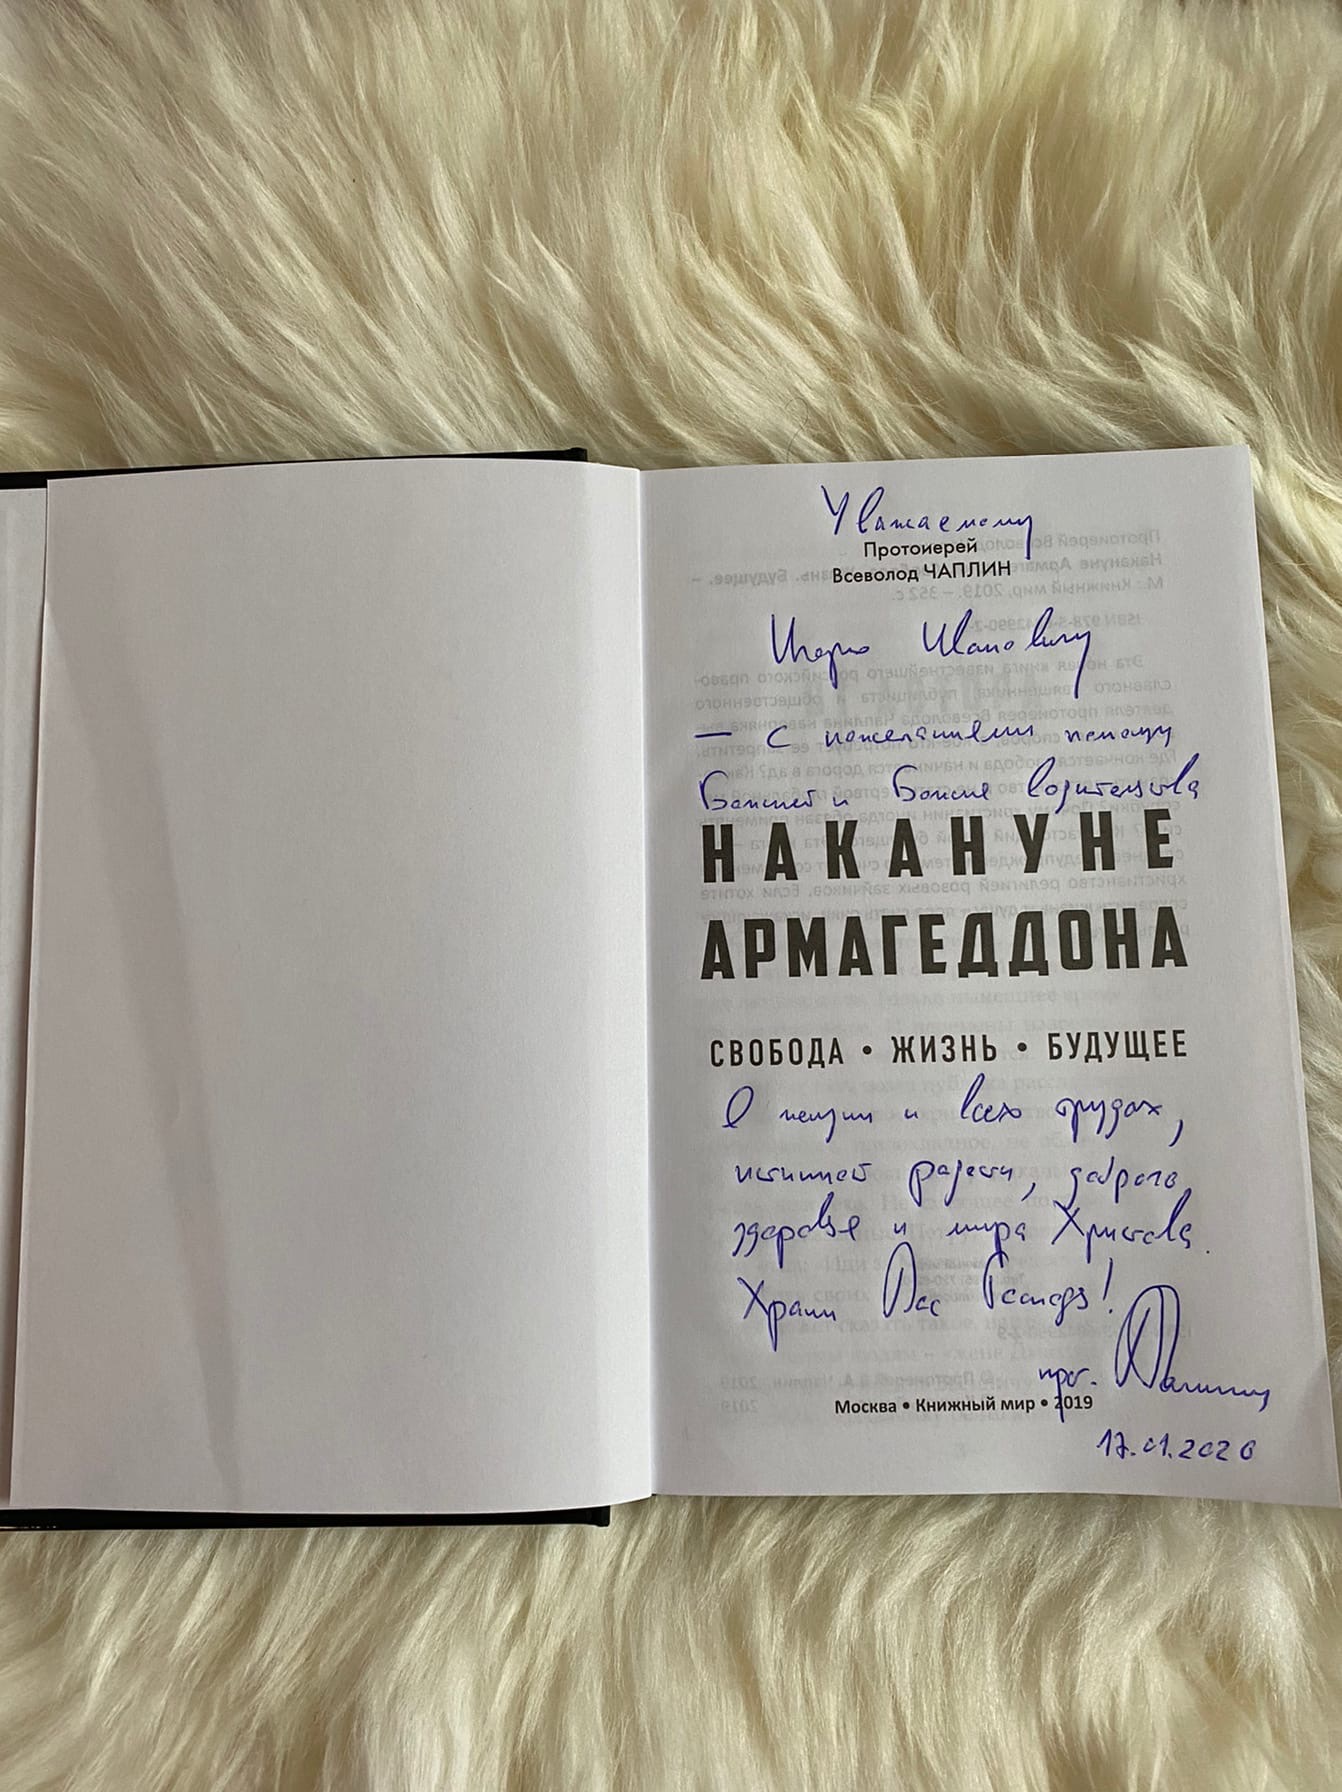 Уважаемому
Протоиерей
Всеволод ЧАПЛИН
Игорю Ивановичу
— с пожеланиями помощи
Божией и Божия водительства
НАКАНУНЕ
АРМАГЕДДОНА
СВОБОДА • ЖИЗНЬ • БУДУЩЕЕ
в жизни и всех трудах,
истинной радости, доброго
здоровья и мира Христова.
Храни Вас Господь!
прот.
Москва • Книжный мир • 2019
17.01.2020